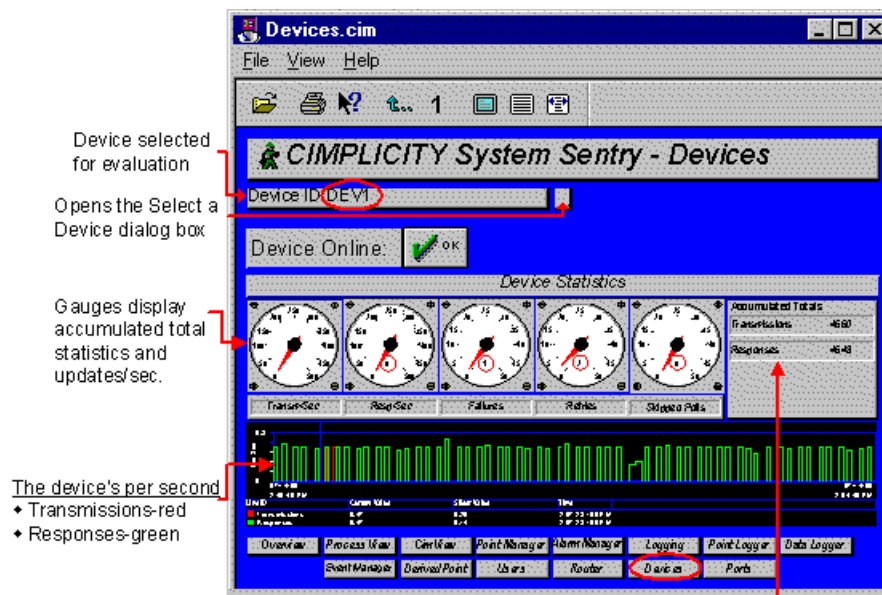 Devices.cim
File View Help
1
CIMPLICITY System Sentry - Devices
Device selected
for evaluation
Device ID DEV1
Opens the Select a
Device dialog box
Device Online: OK
Device Statistics
Gauges display
accumulated total
statistics and
updates/sec.
Accumulated Totals
Transmissions 4660
Responses 4648
Transm/Sec Resp/Sec Failures Retries Skipped Polls
The device's per second
◆ Transmissions-red
◆ Responses-green
Overview Process View CimView Point Manager Alarm Manager Logging Point Logger Data Logger
Event Manager Derived Point Users Router Devices Ports